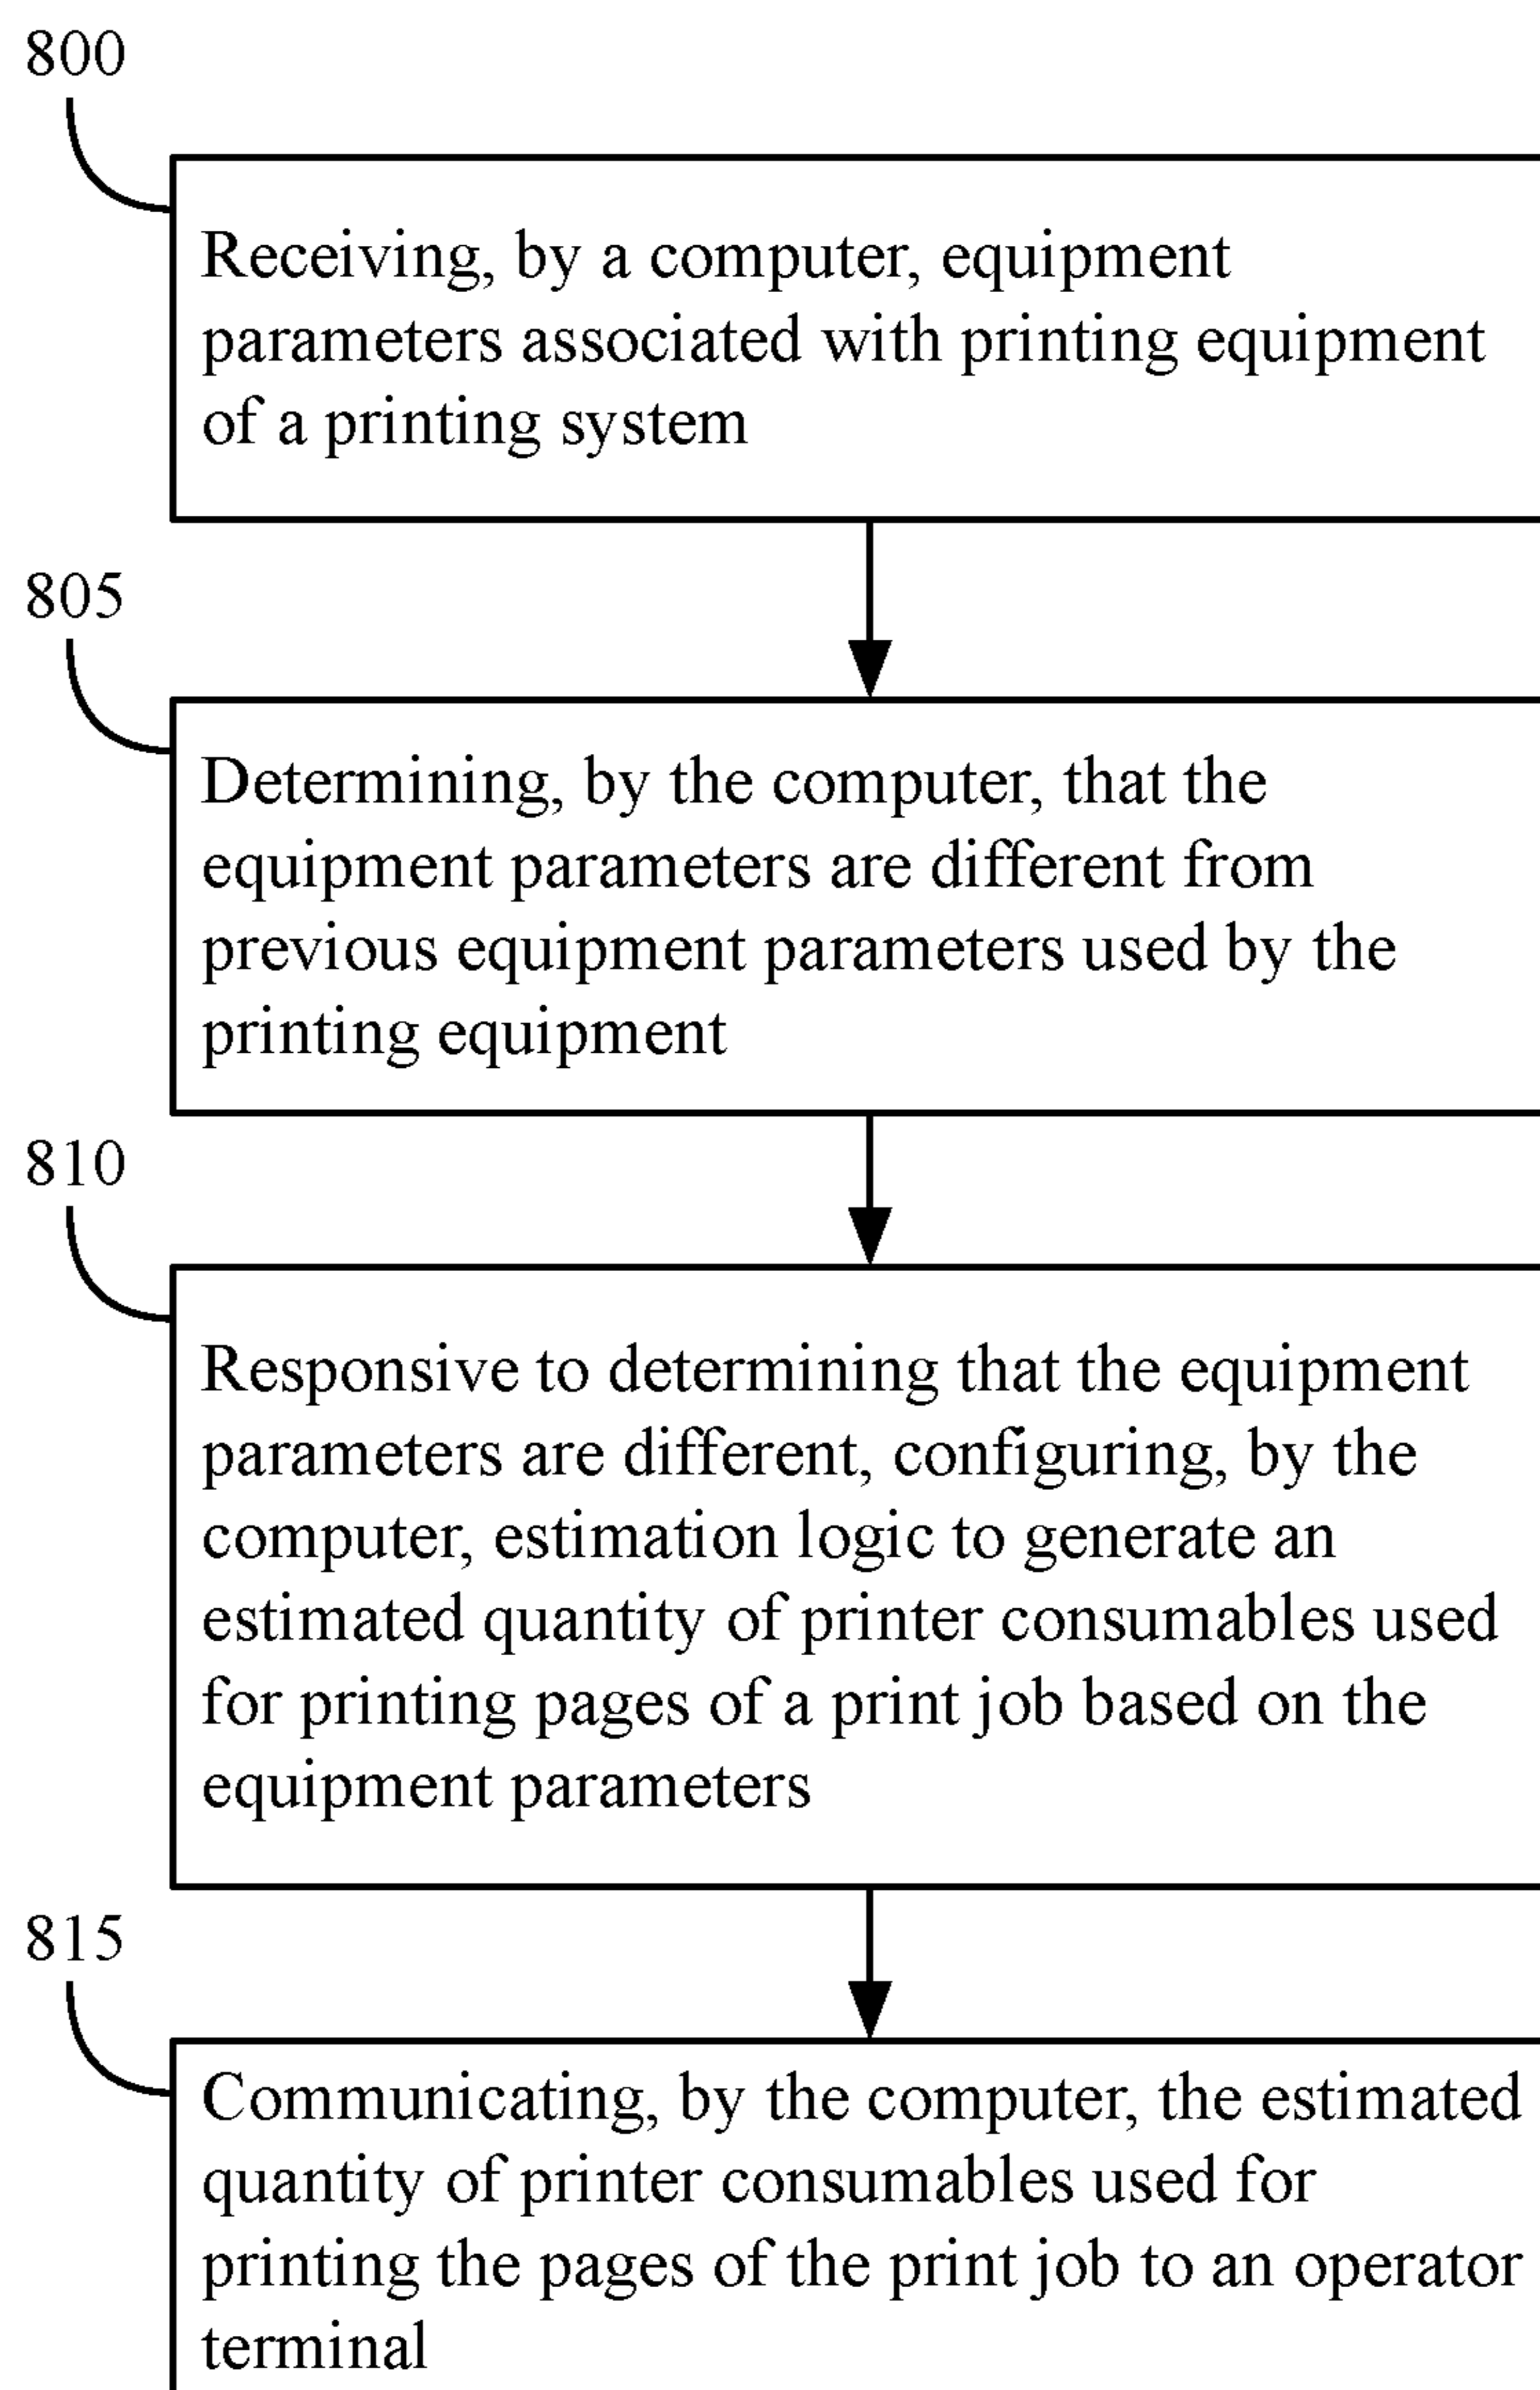 800
Receiving, by a computer, equipment
parameters associated with printing equipment
of a printing system
805
Determining, by the computer, that the
equipment parameters are different from
previous equipment parameters used by the
printing equipment
810
Responsive to determining that the equipment
parameters are different, configuring, by the
computer, estimation logic to generate an
estimated quantity of printer consumables used
for printing pages of a print job based on the
equipment parameters
815
Communicating, by the computer, the estimated
quantity of printer consumables used for
printing the pages of the print job to an operator
terminal